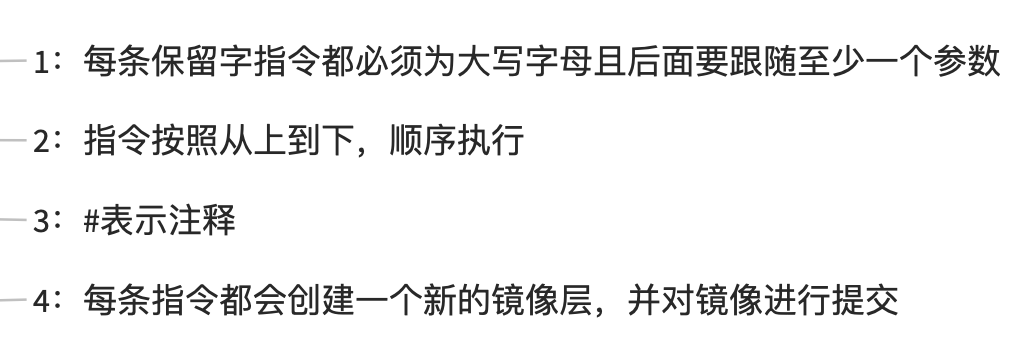 1：每条保留字指令都必须为大写字母且后面要跟随至少一个参数
2：指令按照从上到下，顺序执行
3：#表示注释
4：每条指令都会创建一个新的镜像层，并对镜像进行提交